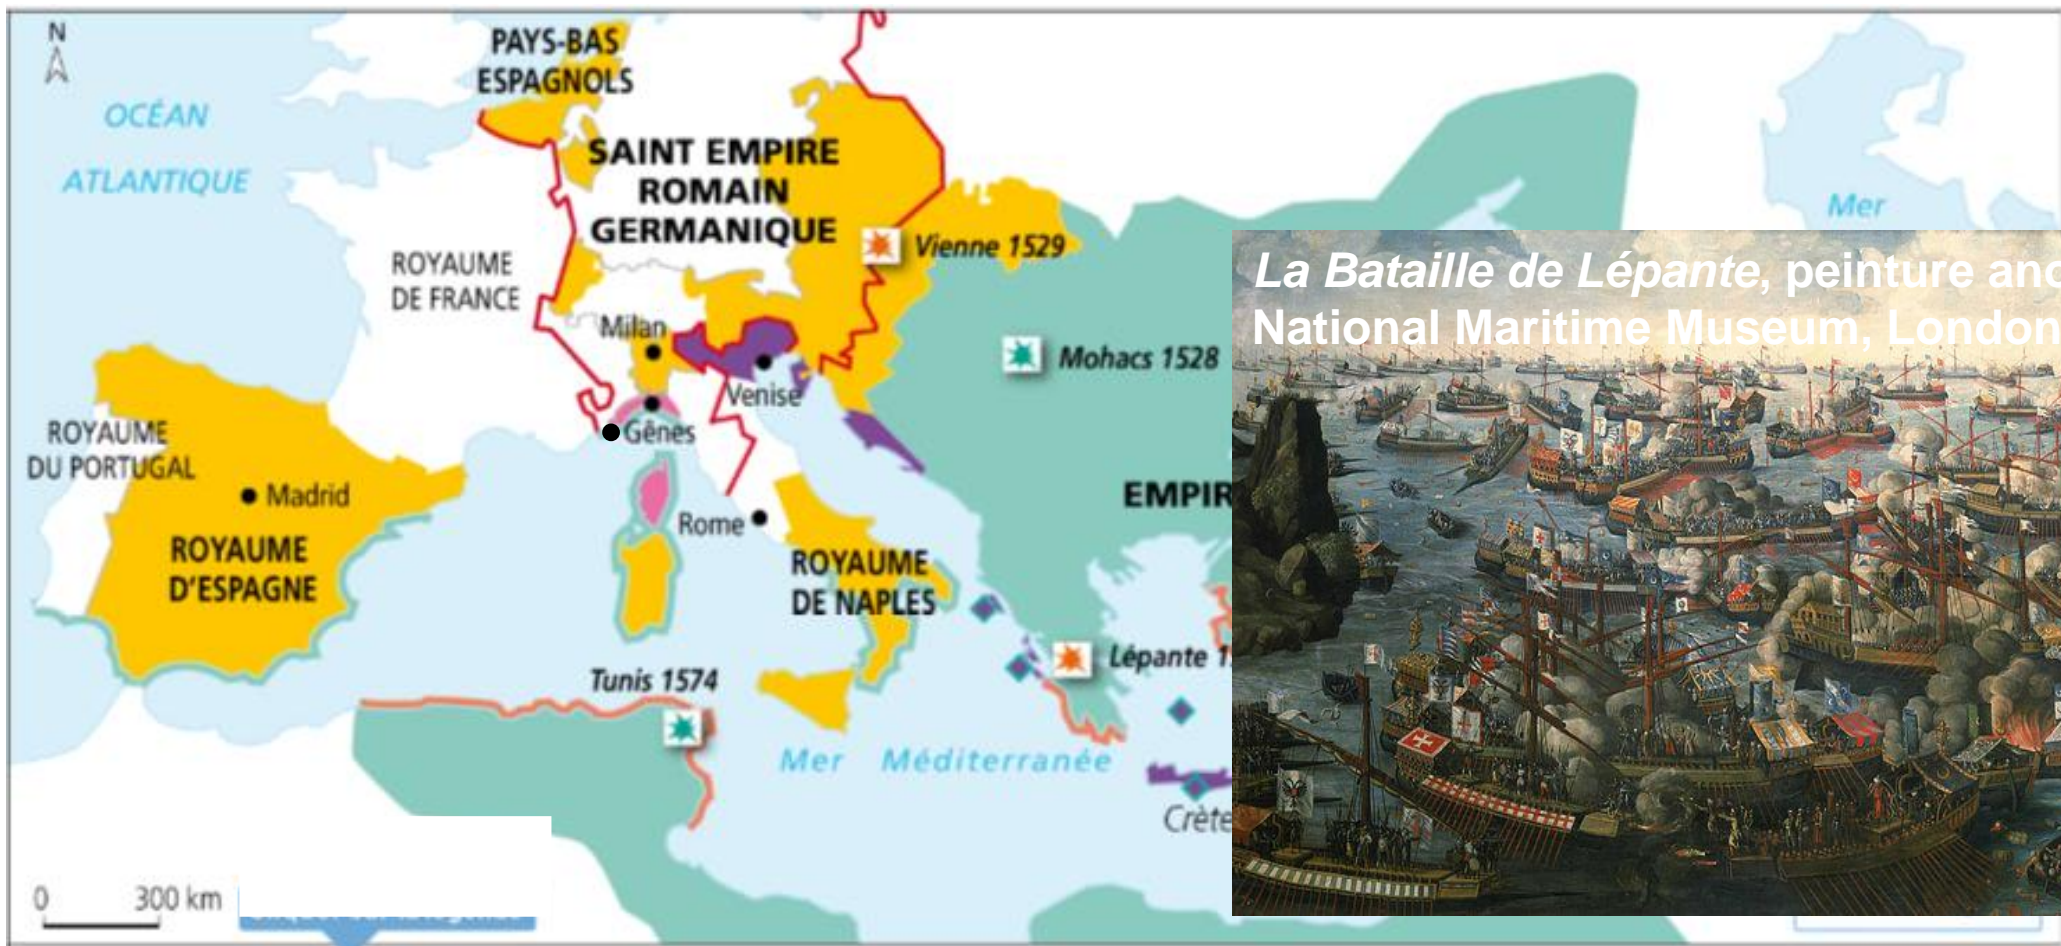 N
PAYS-BAS
ESPAGNOLS
OCÉAN
ATLANTIQUE
SAINT EMPIRE
ROMAIN
GERMANIQUE
Mer
Vienne 1529
ROYAUME
DE FRANCE
La Bataille de Lépante, peinture
National Maritime Museum, London
Milan
Mohacs 1528
Venise
Gênes
ROYAUME
DU PORTUGAL
Madrid
EMPIR
Rome
ROYAUME
D'ESPAGNE
ROYAUME
DE NAPLES
Lépante
Tunis 1574
Mer Méditerranée
Crète
0 300 km